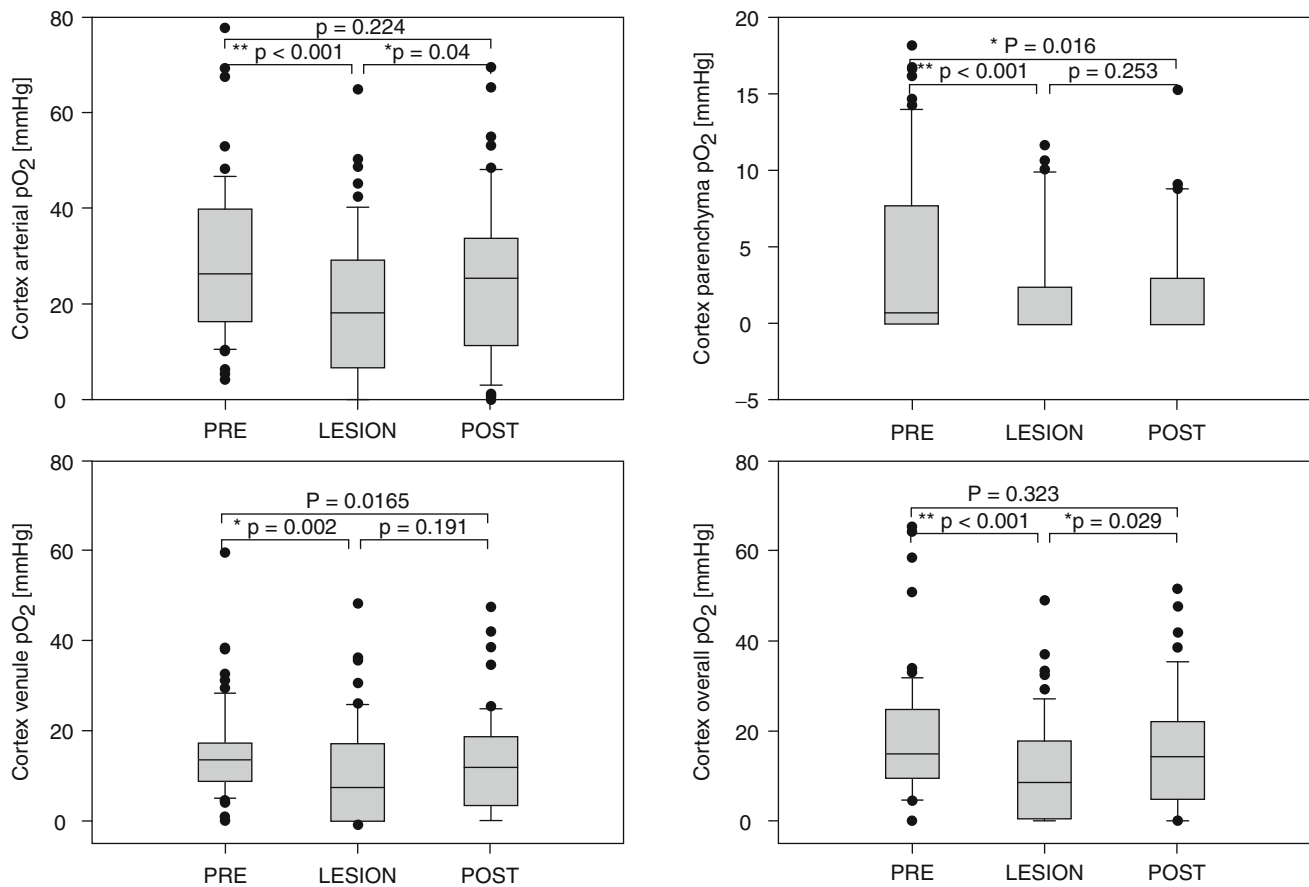 Cortex arterial pO2 [mmHg]
80
60
40
20
0
p = 0.224
** p < 0.001
*p = 0.04
PRE
LESION
POST
Cortex parenchyma pO2 [mmHg]
20
15
10
5
0
–5
* P = 0.016
** p < 0.001
p = 0.253
PRE
LESION
POST
Cortex venule pO2 [mmHg]
80
60
40
20
0
P = 0.0165
* p = 0.002
p = 0.191
PRE
LESION
POST
Cortex overall pO2 [mmHg]
80
60
40
20
0
P = 0.323
** p < 0.001
*p = 0.029
PRE
LESION
POST